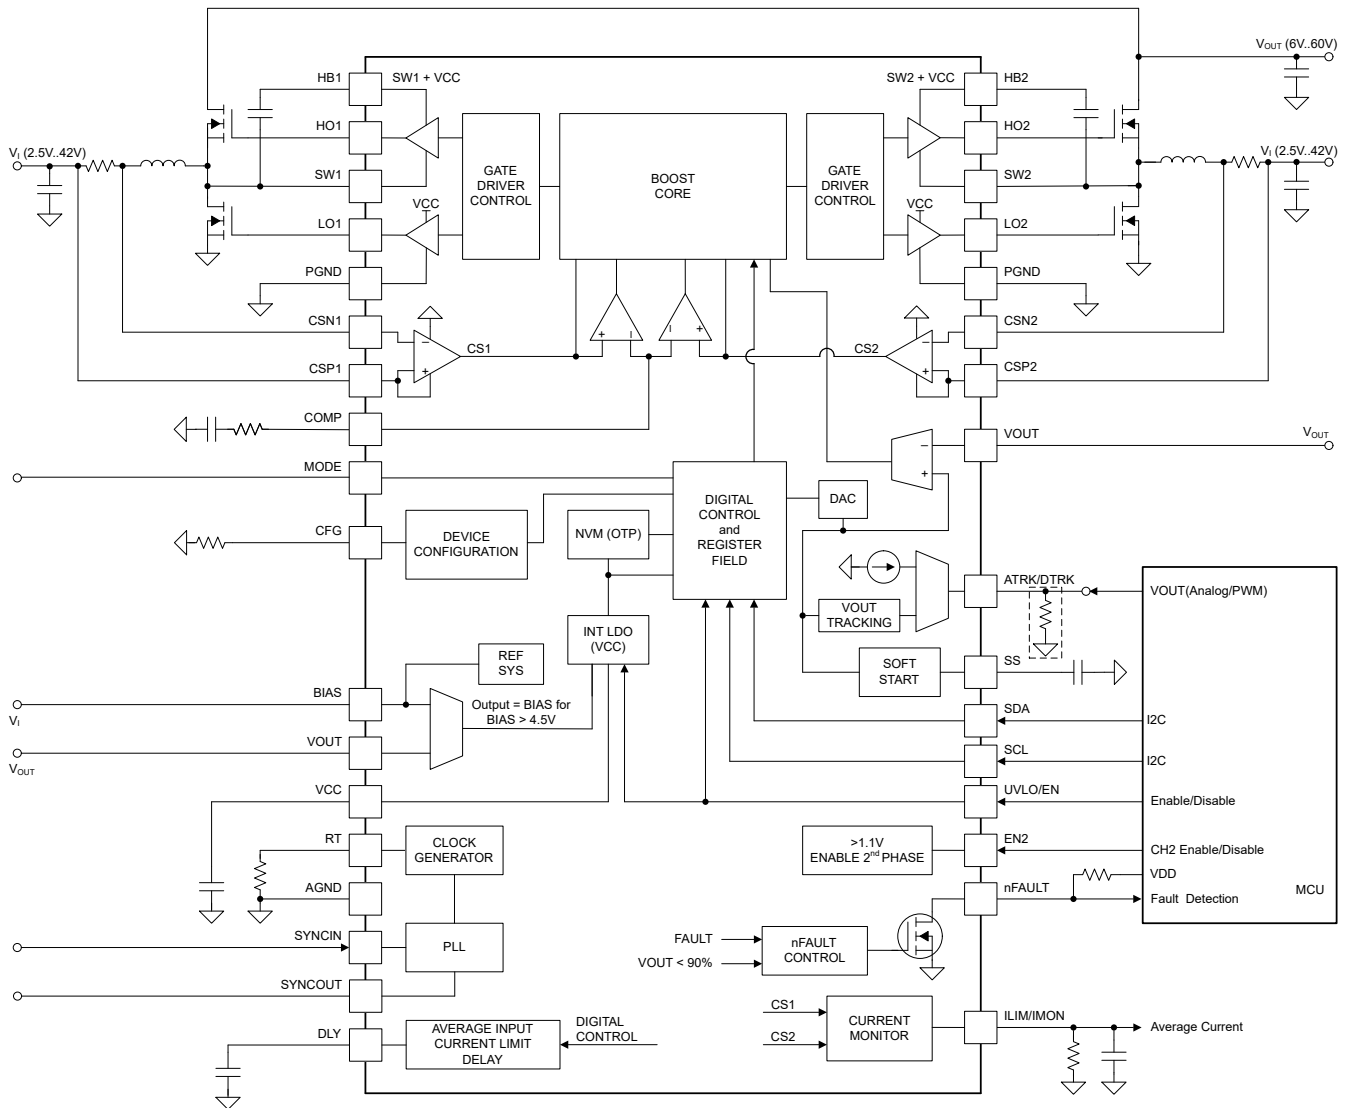 V_OUT (6V..60V)
HB1
SW1 + VCC
SW2 + VCC
HB2
HO1
HO2
V_I (2.5V..42V)
V_I (2.5V..42V)
GATE
DRIVER
CONTROL
BOOST
CORE
GATE
DRIVER
CONTROL
SW1
SW2
VCC
VCC
LO1
LO2
PGND
PGND
CSN1
CSN2
−
+
CS1
+
−
−
+
CS2
−
+
CSP1
CSP2
COMP
VOUT
V_OUT
−
+
MODE
DIGITAL
CONTROL
and
REGISTER
FIELD
DAC
CFG
DEVICE
CONFIGURATION
NVM (OTP)
ATRK/DTRK
VOUT(Analog/PWM)
VOUT
TRACKING
INT LDO
(VCC)
REF
SYS
SOFT
START
SS
BIAS
V_I
Output = BIAS for
BIAS > 4.5V
SDA
I2C
VOUT
V_OUT
SCL
I2C
VCC
UVLO/EN
Enable/Disable
RT
CLOCK
GENERATOR
>1.1V
ENABLE 2nd PHASE
EN2
CH2 Enable/Disable
VDD
AGND
nFAULT
Fault Detection
MCU
SYNCIN
PLL
FAULT
VOUT < 90%
nFAULT
CONTROL
SYNCOUT
DLY
AVERAGE INPUT
CURRENT LIMIT
DELAY
DIGITAL
CONTROL
CS1
CS2
CURRENT
MONITOR
ILIM/IMON
Average Current